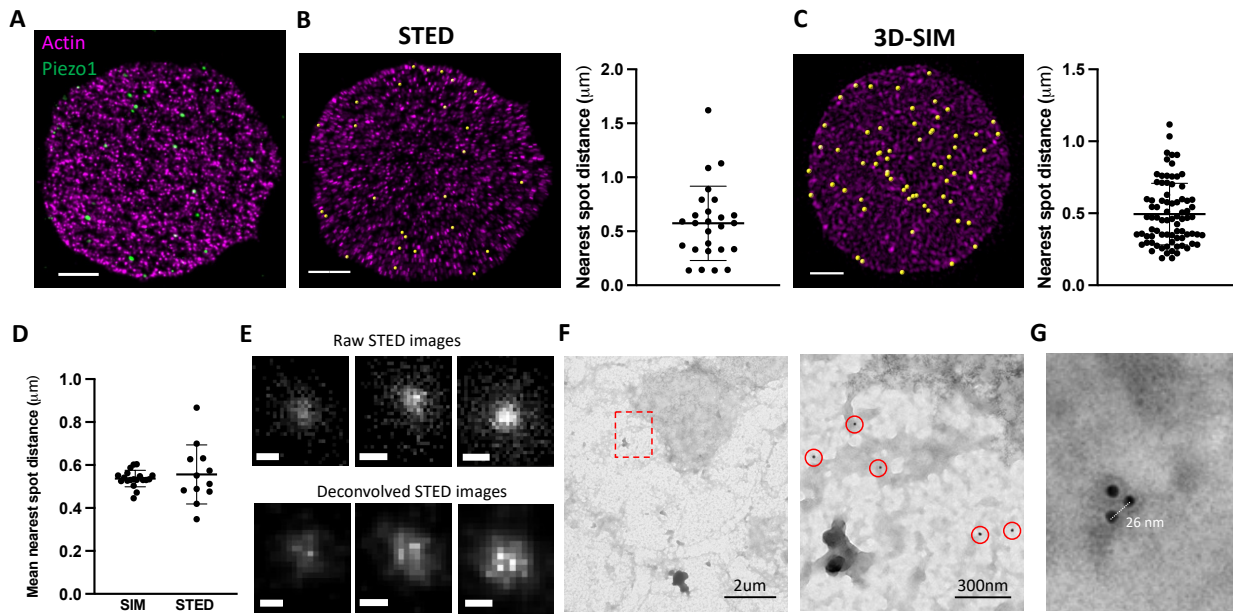 A
Actin
Piezo1
B
STED
Nearest spot distance (μm)
2.0
1.5
1.0
0.5
0.0
C
3D-SIM
Nearest spot distance (μm)
1.5
1.0
0.5
0.0
D
Mean nearest spot distance (μm)
1.0
0.8
0.6
0.4
0.2
0.0
SIM STED
E
Raw STED images
Deconvolved STED images
F
2um
300nm
G
26 nm